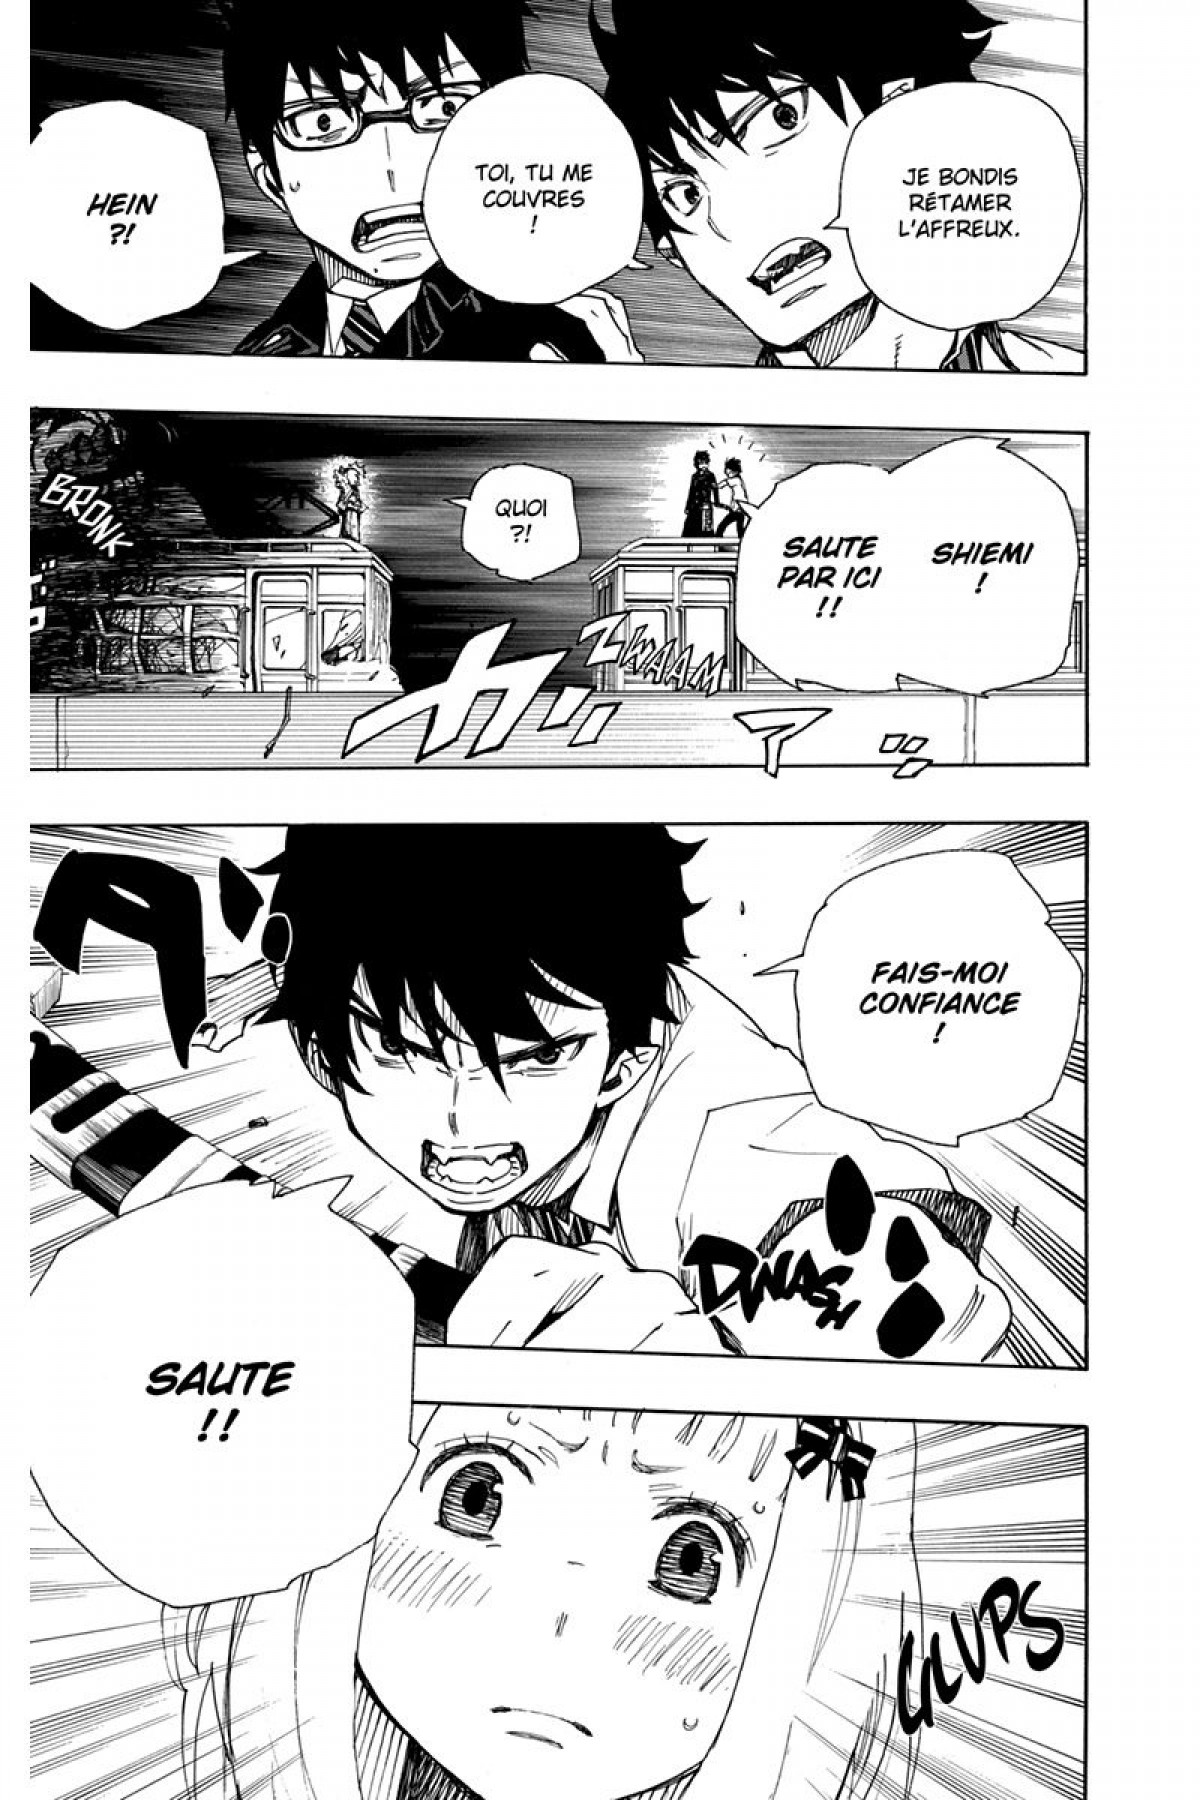 JE BONDIS
RÉTAMER
L'AFFREUX.
TOI, TU ME
COUVRES
!
HEIN
?!
SHIEMI
!
SAUTE
PAR ICI
!!
QUOI
?!
BRONK
ZWAAM
FAIS-MOI
CONFIANCE
!
DWASH
SAUTE
!!
GLUPS